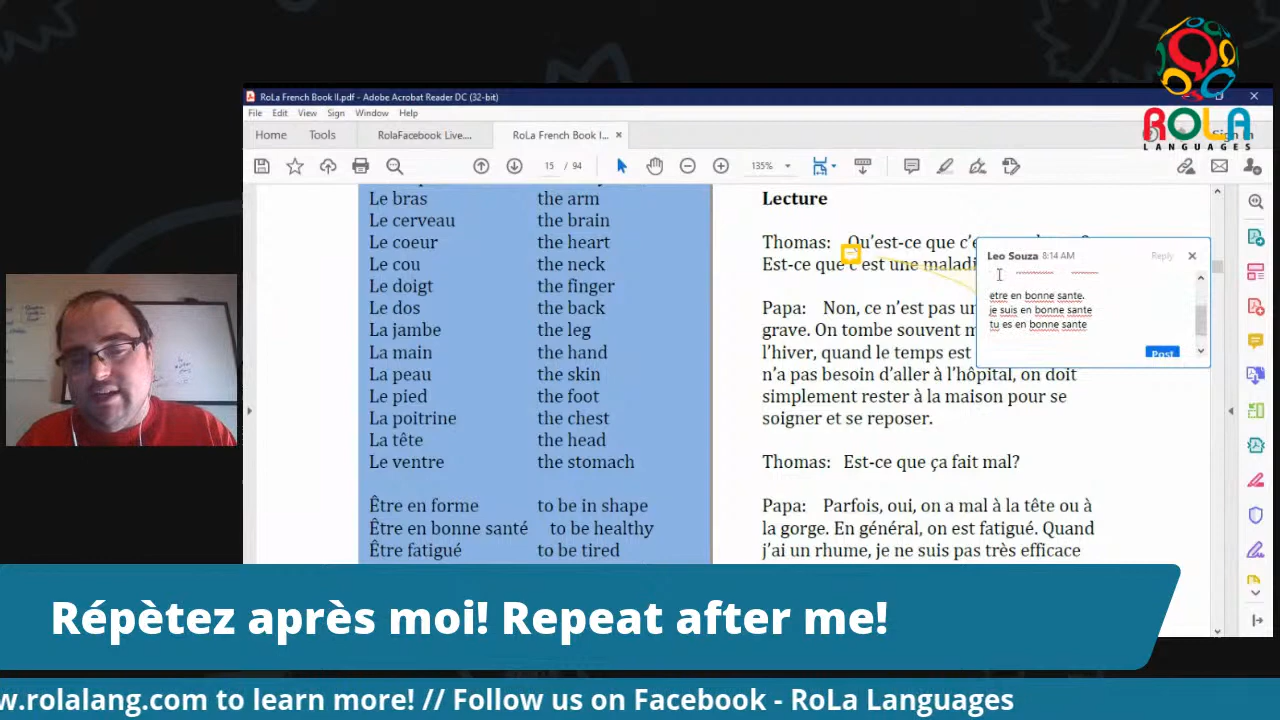 ROLA
LANGUAGES
RoLa French Book II.pdf - Adobe Acrobat Reader DC (32-bit)
File Edit View Sign Window Help
Home Tools RolaFacebook Live.... RoLa French Book I... ×
15 / 94 135%
Le bras the arm
Le cerveau the brain
Le coeur the heart
Le cou the neck
Le doigt the finger
Le dos the back
La jambe the leg
La main the hand
La peau the skin
Le pied the foot
La poitrine the chest
La tête the head
Le ventre the stomach
Être en forme to be in shape
Être en bonne santé to be healthy
Être fatigué to be tired
Lecture
Thomas: Qu'est-ce que c'e
Est-ce que c'est une maladi
Papa: Non, ce n'est pas un
grave. On tombe souvent m
l'hiver, quand le temps est
n'a pas besoin d'aller à l'hôpital, on doit
simplement rester à la maison pour se
soigner et se reposer.
Thomas: Est-ce que ça fait mal?
Papa: Parfois, oui, on a mal à la tête ou à
la gorge. En général, on est fatigué. Quand
j'ai un rhume, je ne suis pas très efficace
Leo Souza 8:14 AM Reply
etre en bonne sante.
je suis en bonne sante
tu es en bonne sante
Post
Répètez après moi! Repeat after me!
w.rolalang.com to learn more! // Follow us on Facebook - RoLa Languages